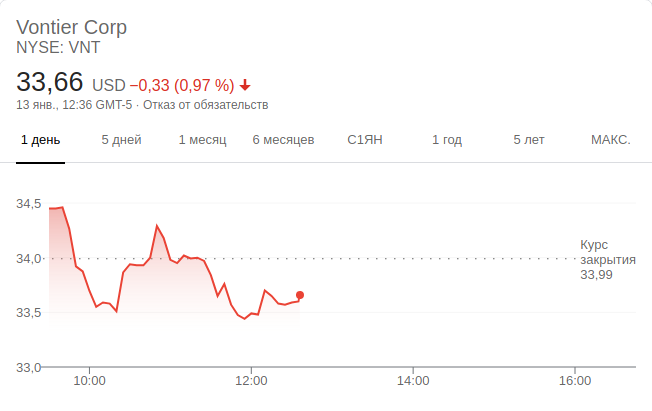 Vontier Corp
NYSE: VNT
33,66 USD −0,33 (0,97 %)
13 янв., 12:36 GMT-5 · Отказ от обязательств
1 день 5 дней 1 месяц 6 месяцев С1ЯН 1 год 5 лет МАКС.
34,5
34,0
Курс
закрытия
33,99
33,5
33,0
10:00 12:00 14:00 16:00